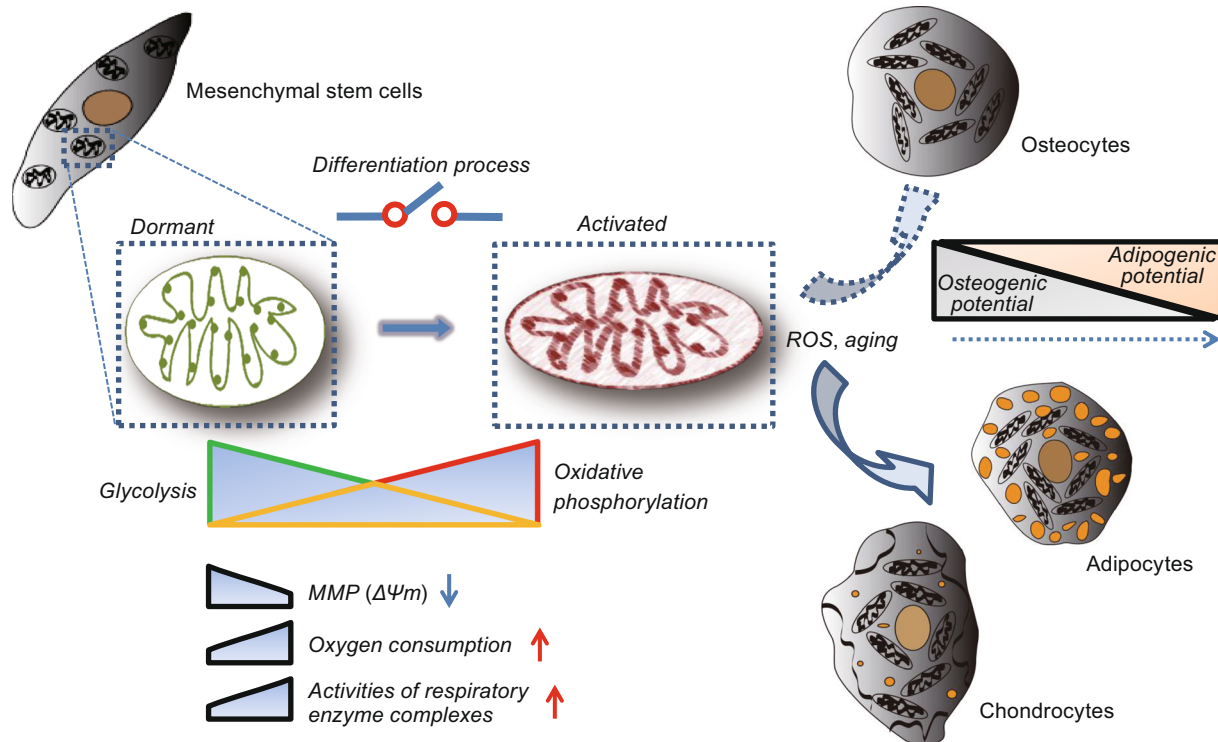 Mesenchymal stem cells
Differentiation process
Dormant
Activated
Osteocytes
Adipogenic
potential
Osteogenic
potential
ROS, aging
Glycolysis
Oxidative
phosphorylation
Adipocytes
MMP (ΔΨm)
Oxygen consumption
Activities of respiratory
enzyme complexes
Chondrocytes